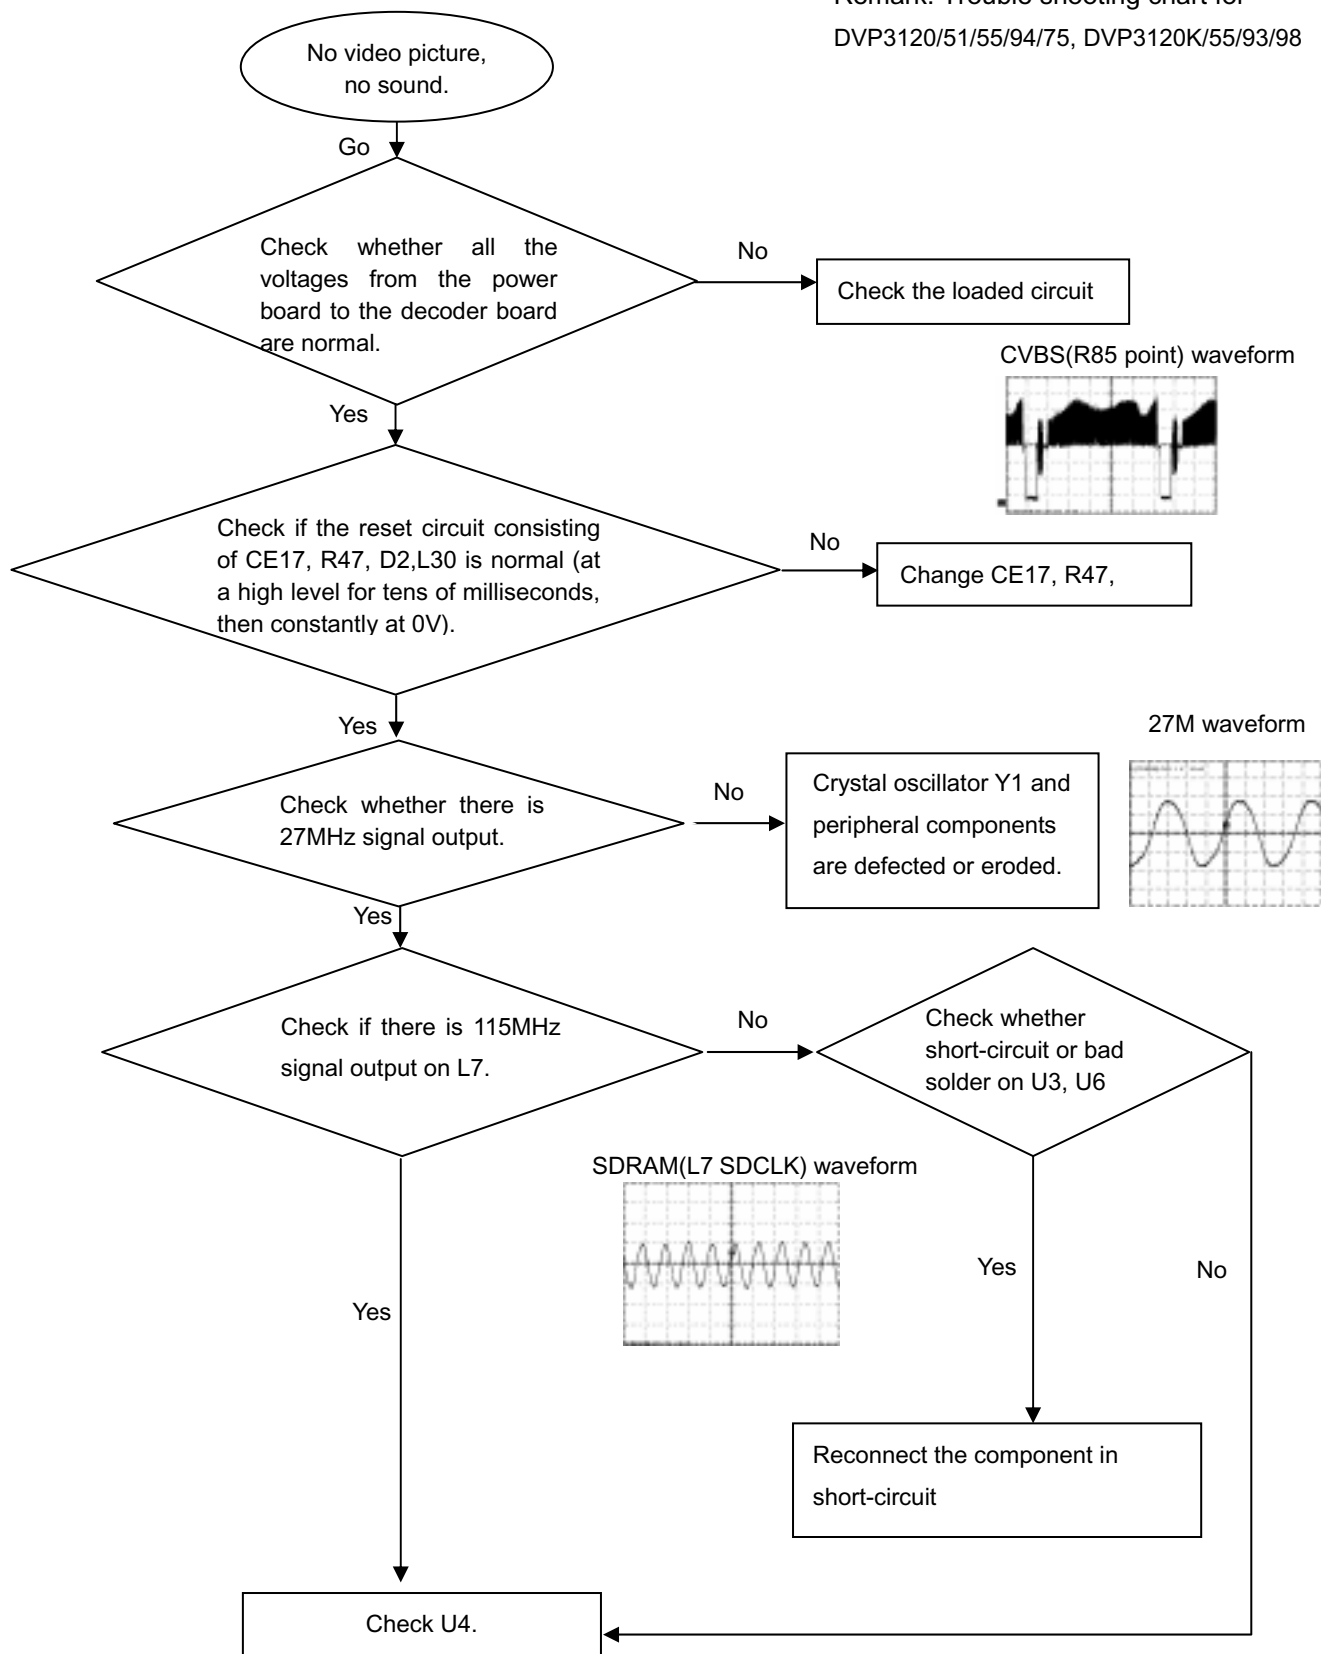 Remark: Trouble shooting chart for
DVP3120/51/55/94/75, DVP3120K/55/93/98
No video picture,
no sound.
Go
Check whether all the
voltages from the power
board to the decoder board
are normal.
No
Check the loaded circuit
CVBS(R85 point) waveform
Yes
Check if the reset circuit consisting
of CE17, R47, D2,L30 is normal (at
a high level for tens of milliseconds,
then constantly at 0V).
No
Change CE17, R47,
Yes
27M waveform
Check whether there is
27MHz signal output.
No
Crystal oscillator Y1 and
peripheral components
are defected or eroded.
Yes
Check if there is 115MHz
signal output on L7.
No
Check whether
short-circuit or bad
solder on U3, U6
SDRAM(L7 SDCLK) waveform
Yes
No
Yes
Reconnect the component in
short-circuit
Check U4.